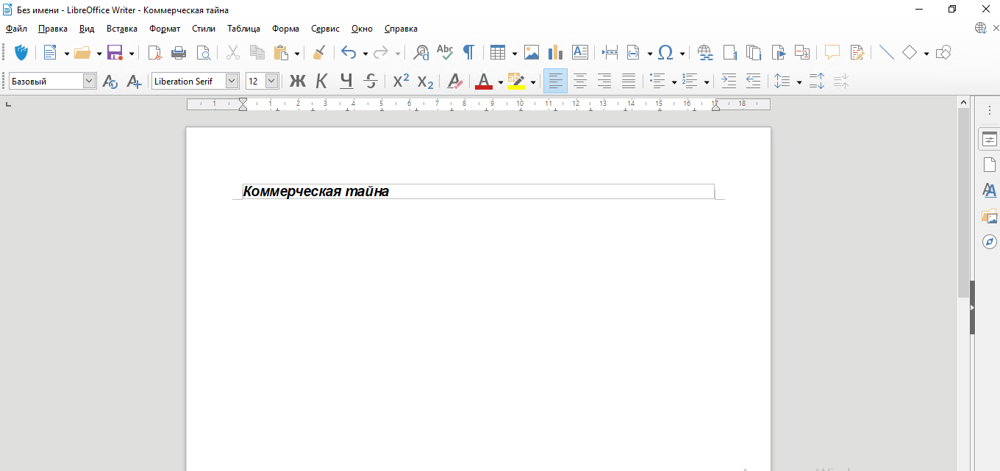 Без имени - LibreOffice Writer - Коммерческая тайна
Файл Правка Вид Вставка Формат Стили Таблица Форма Сервис Окно Справка
Abc
Базовый Liberation Serif 12 Ж К Ч S X² X₂ A A ab
1 1 2 3 4 5 6 7 8 9 10 11 12 13 14 15 16 17 18
Коммерческая тайна